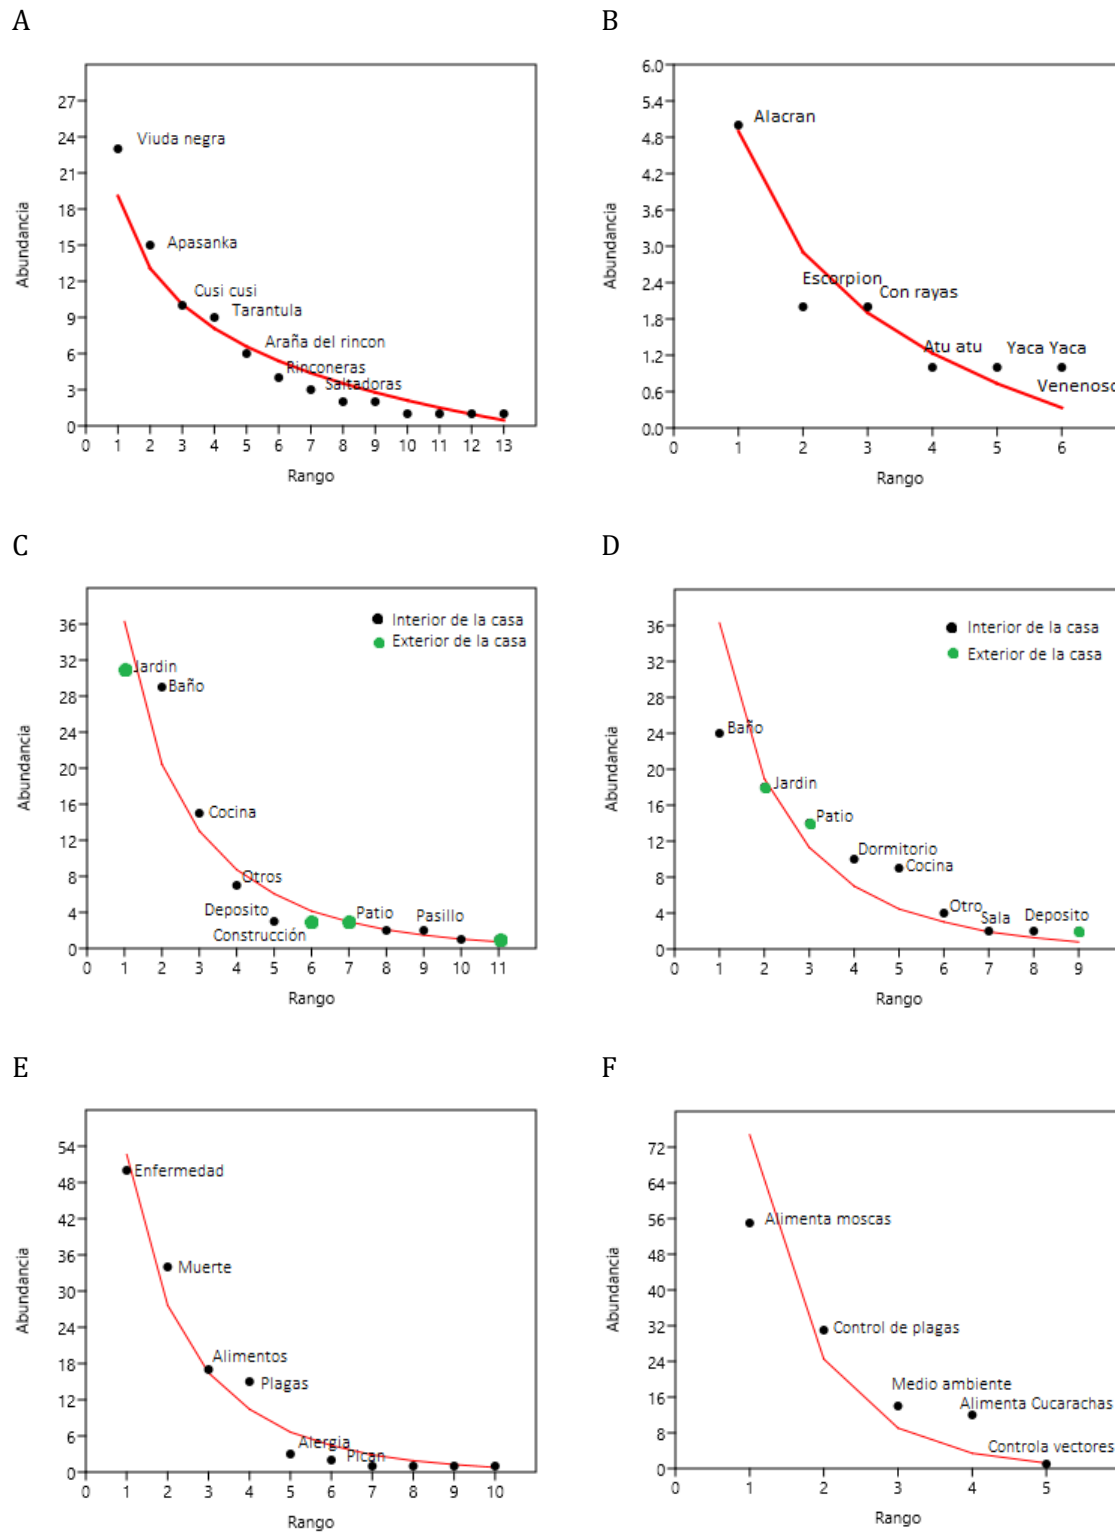 A
27
24
21
18
15
12
9
6
3
0
0 1 2 3 4 5 6 7 8 9 10 11 12 13
Abundancia
Rango
Viuda negra
Apasanka
Cusi cusi
Tarantula
Araña del rincon
Rinconeras
Saltadoras
B
6.0
5.4
4.8
4.2
3.6
3.0
2.4
1.8
1.2
0.6
0.0
0 1 2 3 4 5 6
Abundancia
Rango
Alacran
Escorpion
Con rayas
Atu atu
Yaca Yaca
Venenoso
C
36
32
28
24
20
16
12
8
4
0
0 1 2 3 4 5 6 7 8 9 10 11
Abundancia
Rango
Interior de la casa
Exterior de la casa
Jardin
Baño
Cocina
Otros
Deposito
Construcción
Patio
Pasillo
D
36
32
28
24
20
16
12
8
4
0
0 1 2 3 4 5 6 7 8 9
Abundancia
Rango
Interior de la casa
Exterior de la casa
Baño
Jardin
Patio
Dormitorio
Cocina
Otro
Sala
Deposito
E
54
48
42
36
30
24
18
12
6
0
0 1 2 3 4 5 6 7 8 9 10
Abundancia
Rango
Enfermedad
Muerte
Alimentos
Plagas
Alergia
Pican
F
72
64
56
48
40
32
24
16
8
0
0 1 2 3 4 5
Abundancia
Rango
Alimenta moscas
Control de plagas
Medio ambiente
Alimenta Cucarachas
Controla vectores